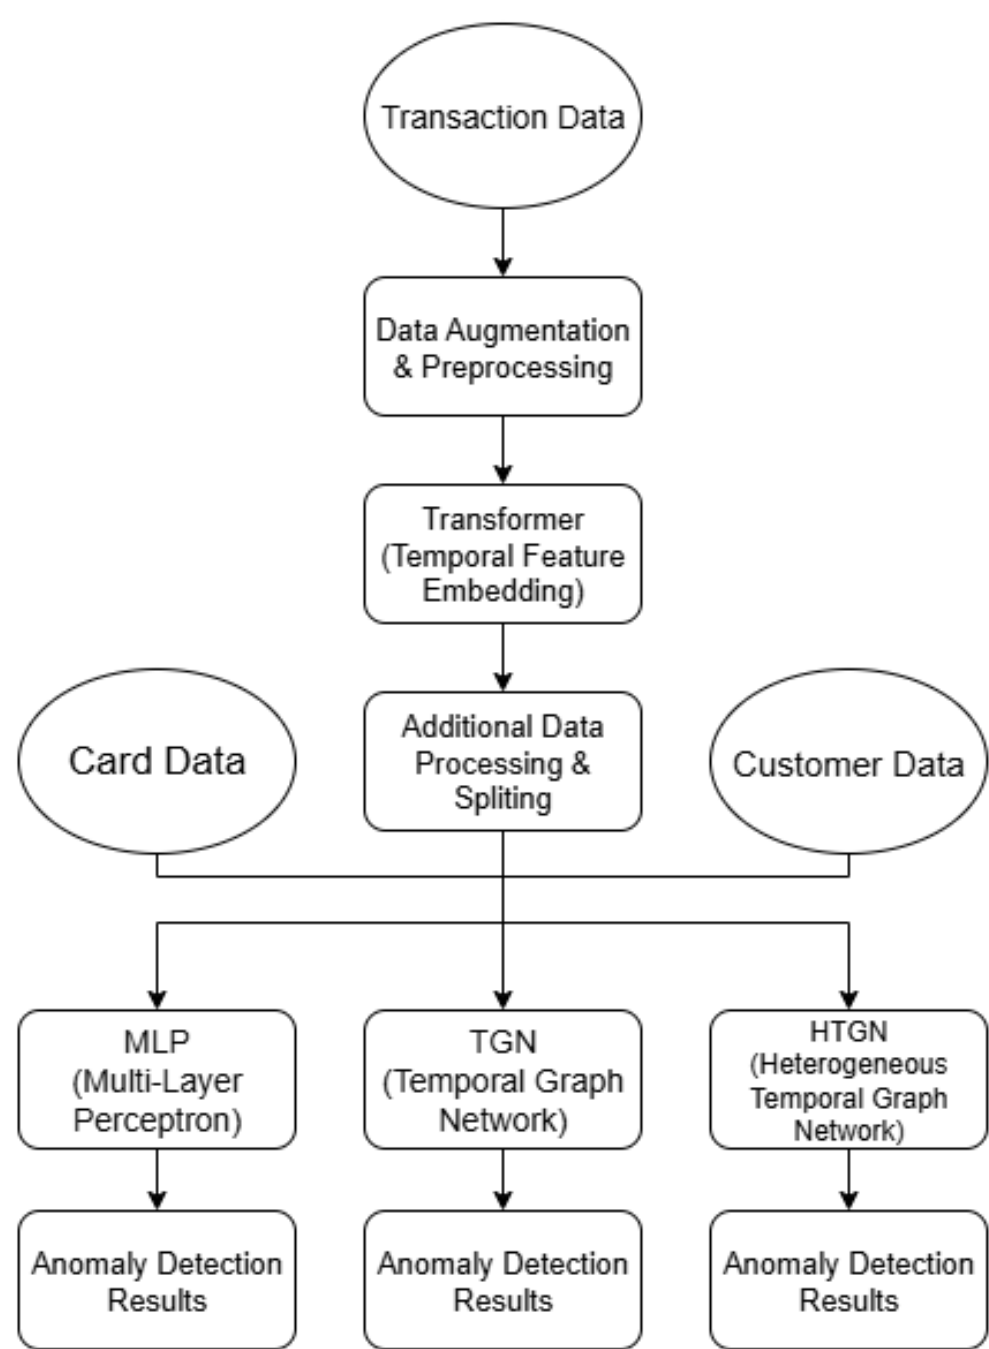 Transaction Data
Data Augmentation
& Preprocessing
Transformer
(Temporal Feature
Embedding)
Card Data
Additional Data
Processing &
Spliting
Customer Data
MLP
(Multi-Layer
Perceptron)
TGN
(Temporal Graph
Network)
HTGN
(Heterogeneous
Temporal Graph
Network)
Anomaly Detection
Results
Anomaly Detection
Results
Anomaly Detection
Results